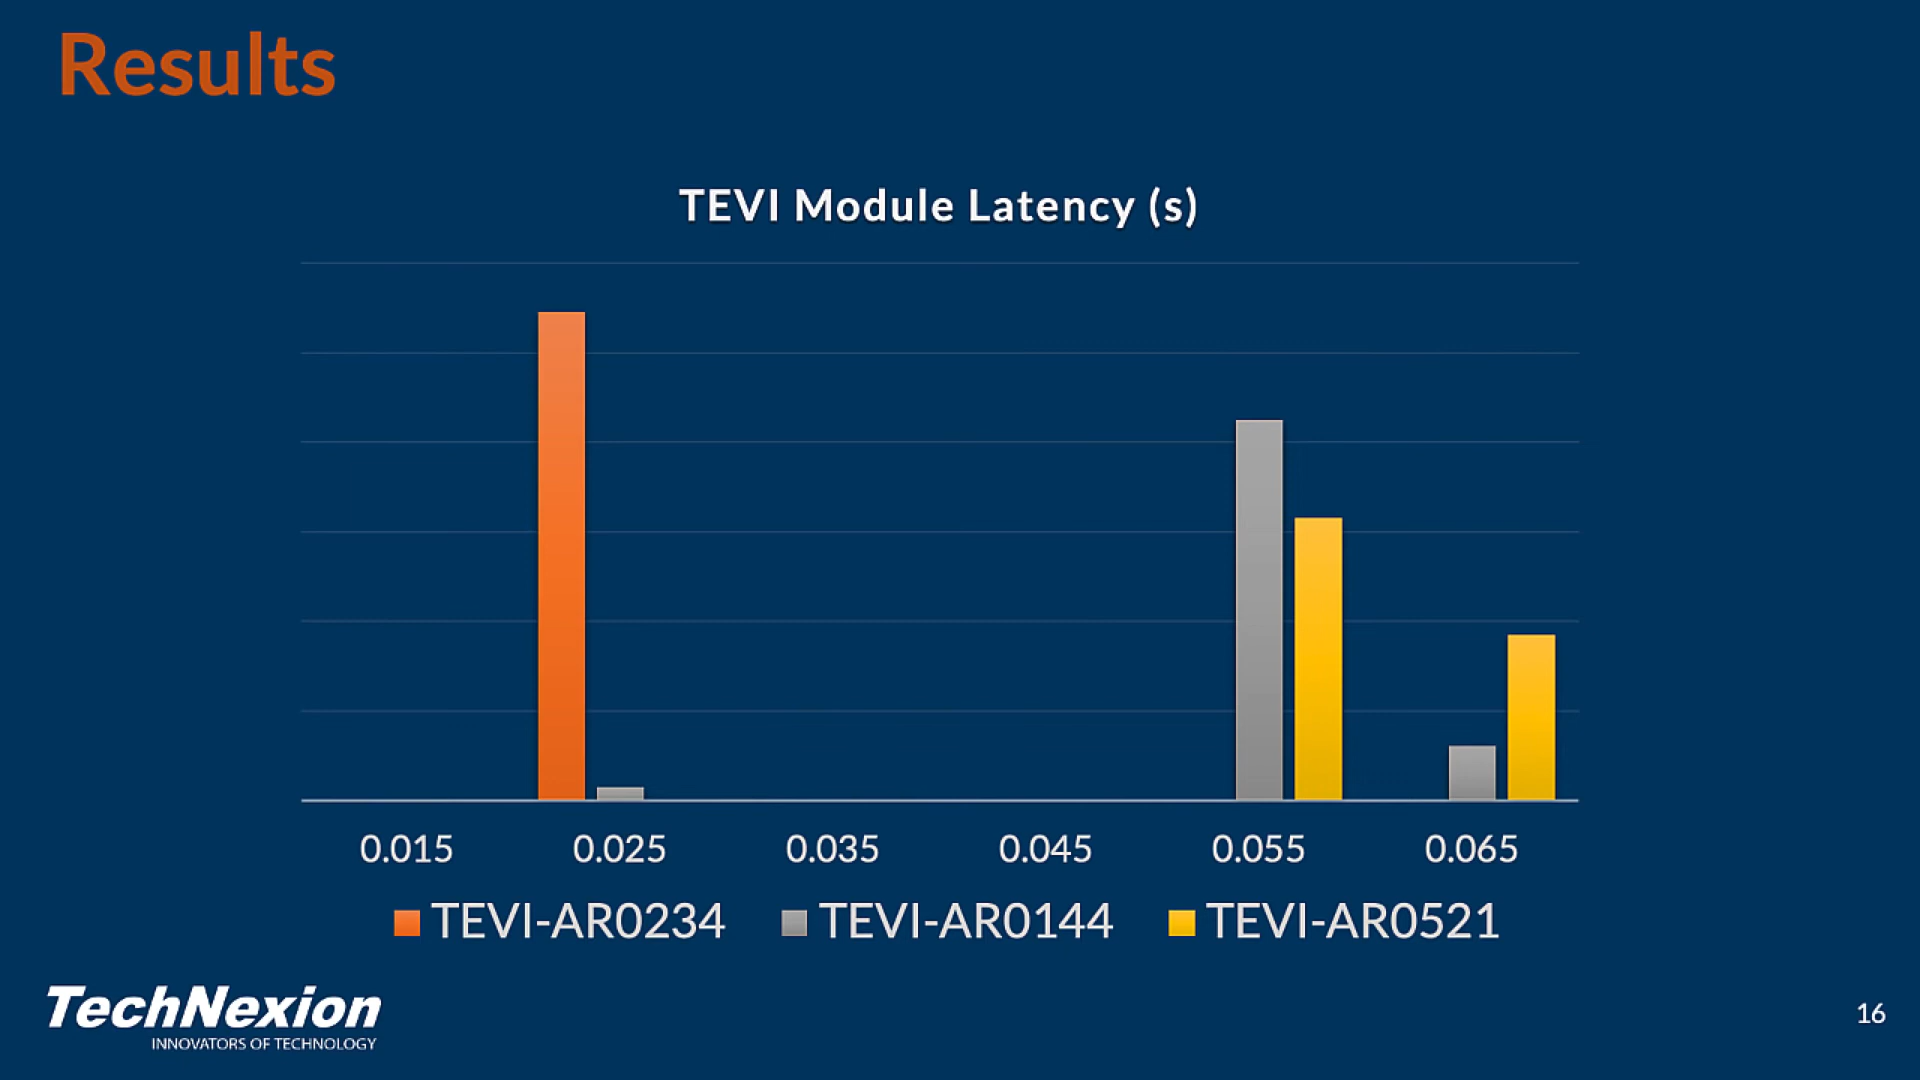 Results
TEVI Module Latency (s)
0.015 0.025 0.035 0.045 0.055 0.065
TEVI-AR0234 TEVI-AR0144 TEVI-AR0521
TechNexion
INNOVATORS OF TECHNOLOGY
16